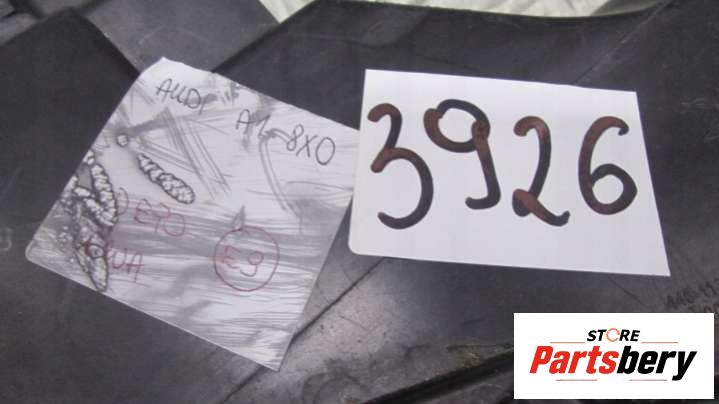 AUDI A1 8X0
E9
3926
STORE
Partsbery